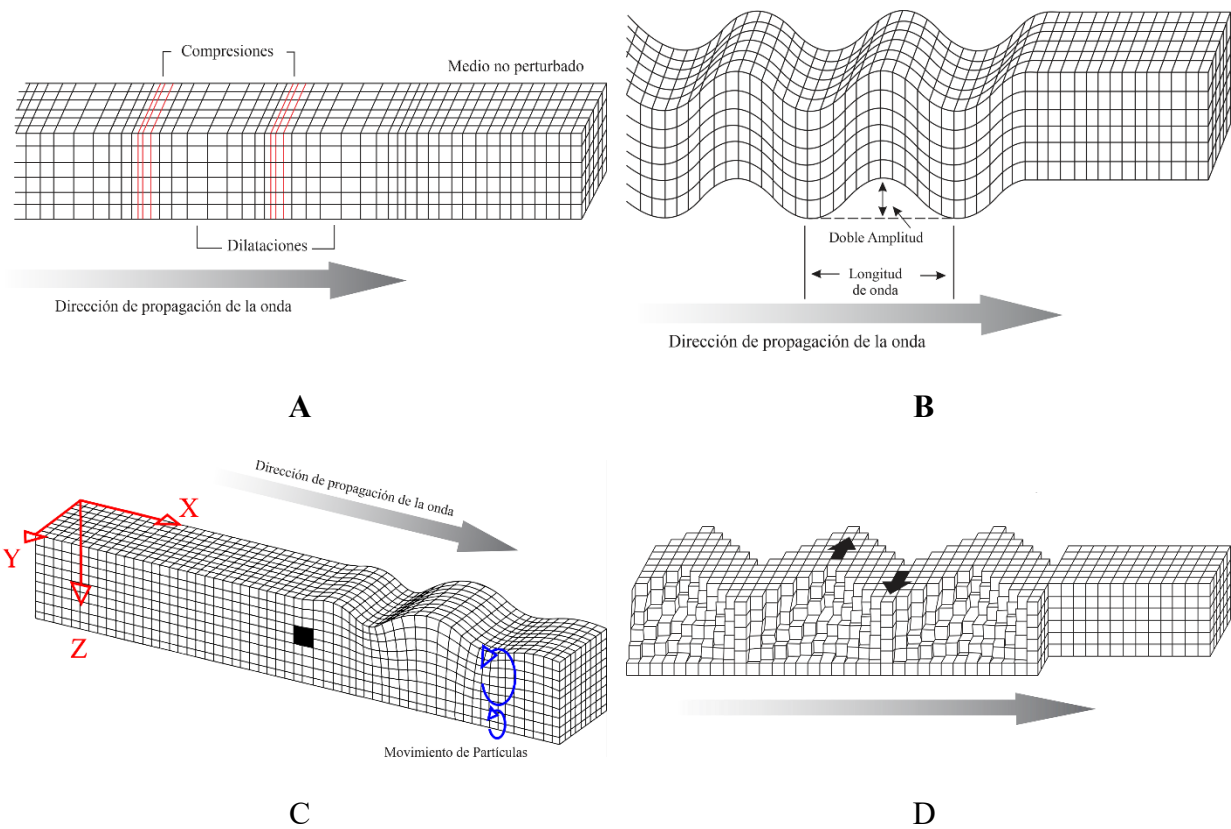 Compresiones
Medio no perturbado
Dilataciones
Dirección de propagación de la onda
A
Doble Amplitud
Longitud
de onda
Dirección de propagación de la onda
B
Dirección de propagación de la onda
X
Y
Z
Movimiento de Partículas
C
D